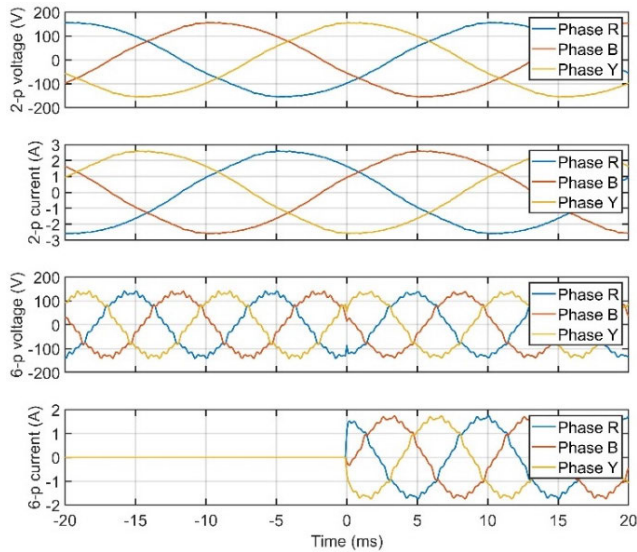 2-p voltage (V)
200
100
0
-100
-200
Phase R
Phase B
Phase Y
2-p current (A)
3
2
1
0
-1
-2
-3
Phase R
Phase B
Phase Y
6-p voltage (V)
200
100
0
-100
-200
Phase R
Phase B
Phase Y
6-p current (A)
2
1
0
-1
-2
Phase R
Phase B
Phase Y
-20 -15 -10 -5 0 5 10 15 20
Time (ms)